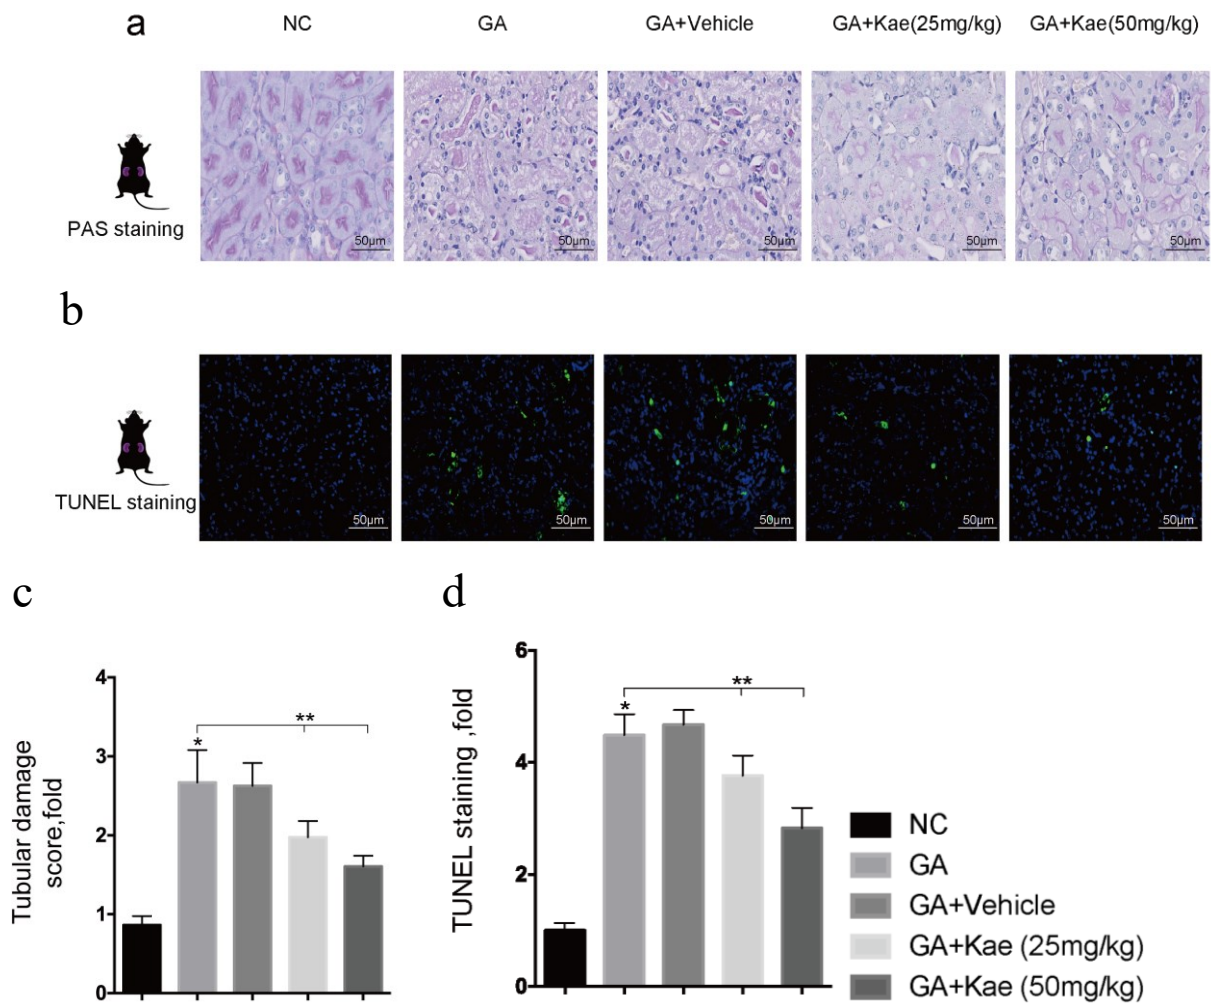 a
NC
GA
GA+Vehicle
GA+Kae(25mg/kg)
GA+Kae(50mg/kg)
PAS staining
50μm
50μm
50μm
50μm
50μm
b
TUNEL staining
50μm
50μm
50μm
50μm
50μm
c
Tubular damage
score,fold
4
3
2
1
0
*
**
d
TUNEL staining ,fold
6
4
2
0
*
**
NC
GA
GA+Vehicle
GA+Kae (25mg/kg)
GA+Kae (50mg/kg)